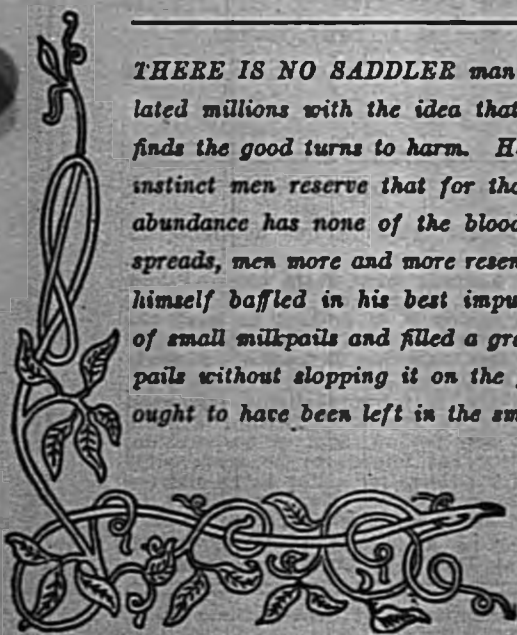 THERE IS NO SADDLER man
lated millions with the idea that
finds the good turns to harm. H
instinct men reserve that for tho
abundance has none of the blood
spreads, men more and more resen
himself baffled in his best impu
of small milkpails and filled a gre
pails without slopping it on the
ought to have been left in the sm